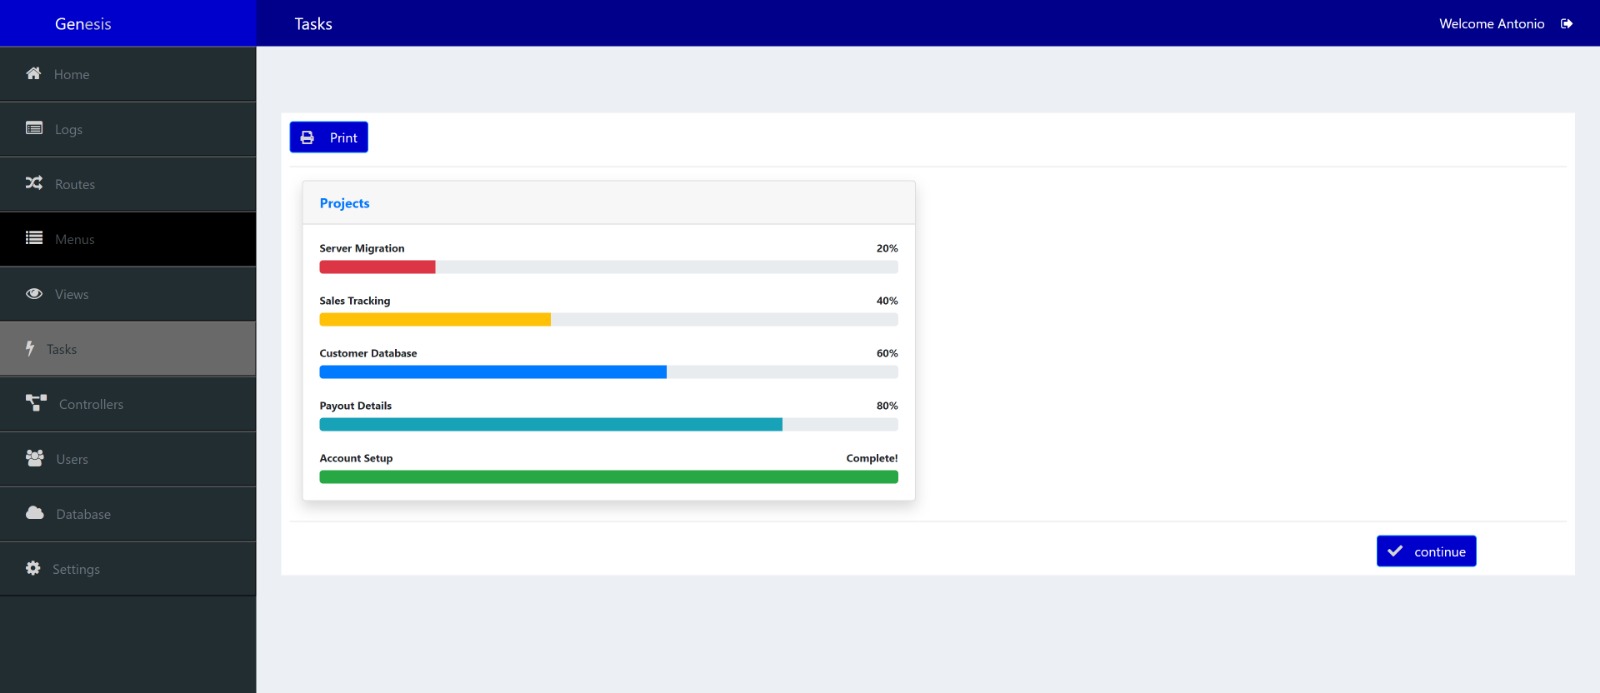 Genesis
Tasks
Welcome Antonio
Home
Logs
Routes
Menus
Views
Tasks
Controllers
Users
Database
Settings
Print
Projects
Server Migration 20%
Sales Tracking 40%
Customer Database 60%
Payout Details 80%
Account Setup Complete!
continue